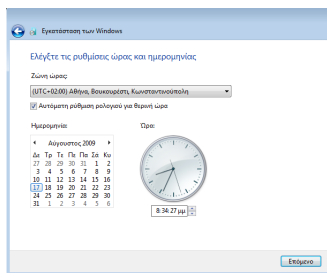 Εγκατάσταση των Windows
Ελέγξτε τις ρυθμίσεις ώρας και ημερομηνίας
Ζώνη ώρας:
(UTC+02:00) Αθήνα, Βουκουρέστι, Κωνσταντινούπολη
Αυτόματη ρύθμιση ρολογιού για θερινή ώρα
Ημερομηνία: Ώρα:
Αύγουστος 2009
Δε Τρ Τε Πε Πα Σά Κυ
27 28 29 30 31 1 2
3 4 5 6 7 8 9
10 11 12 13 14 15 16
17 18 19 20 21 22 23
24 25 26 27 28 29 30
31 1 2 3 4 5 6
8:34:27 μμ
Επόμενο